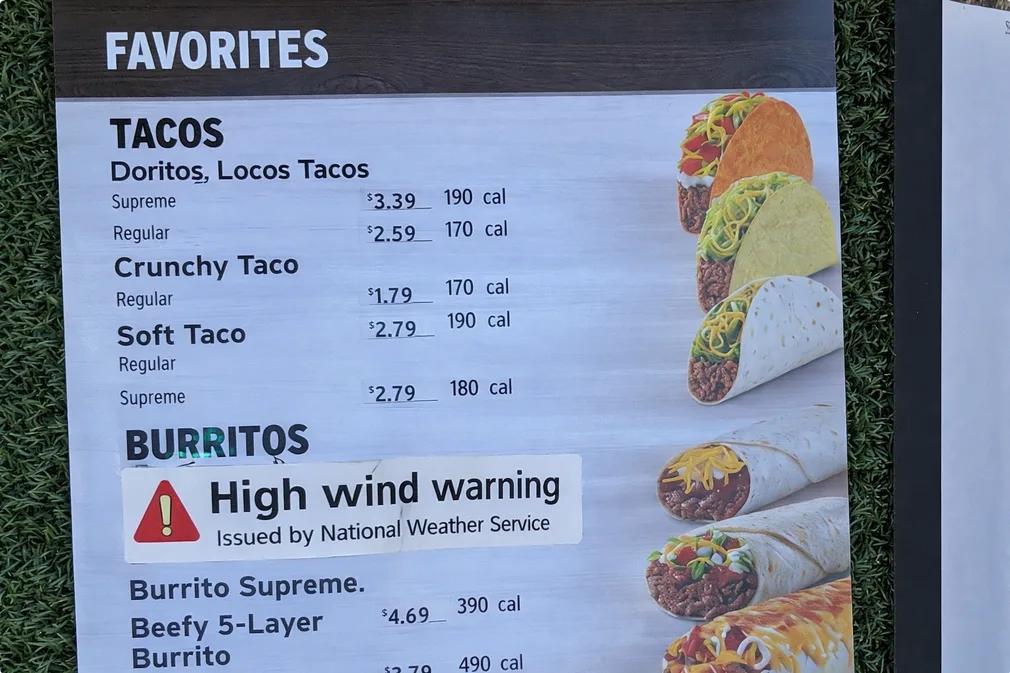 FAVORITES
TACOS
Doritos, Locos Tacos
Supreme $3.39 190 cal
Regular $2.59 170 cal
Crunchy Taco
Regular $1.79 170 cal
Soft Taco $2.79 190 cal
Regular
Supreme $2.79 180 cal
BURRITOS
High wind warning
Issued by National Weather Service
Burrito Supreme.
$4.69 390 cal
Beefy 5-Layer
Burrito
490 cal